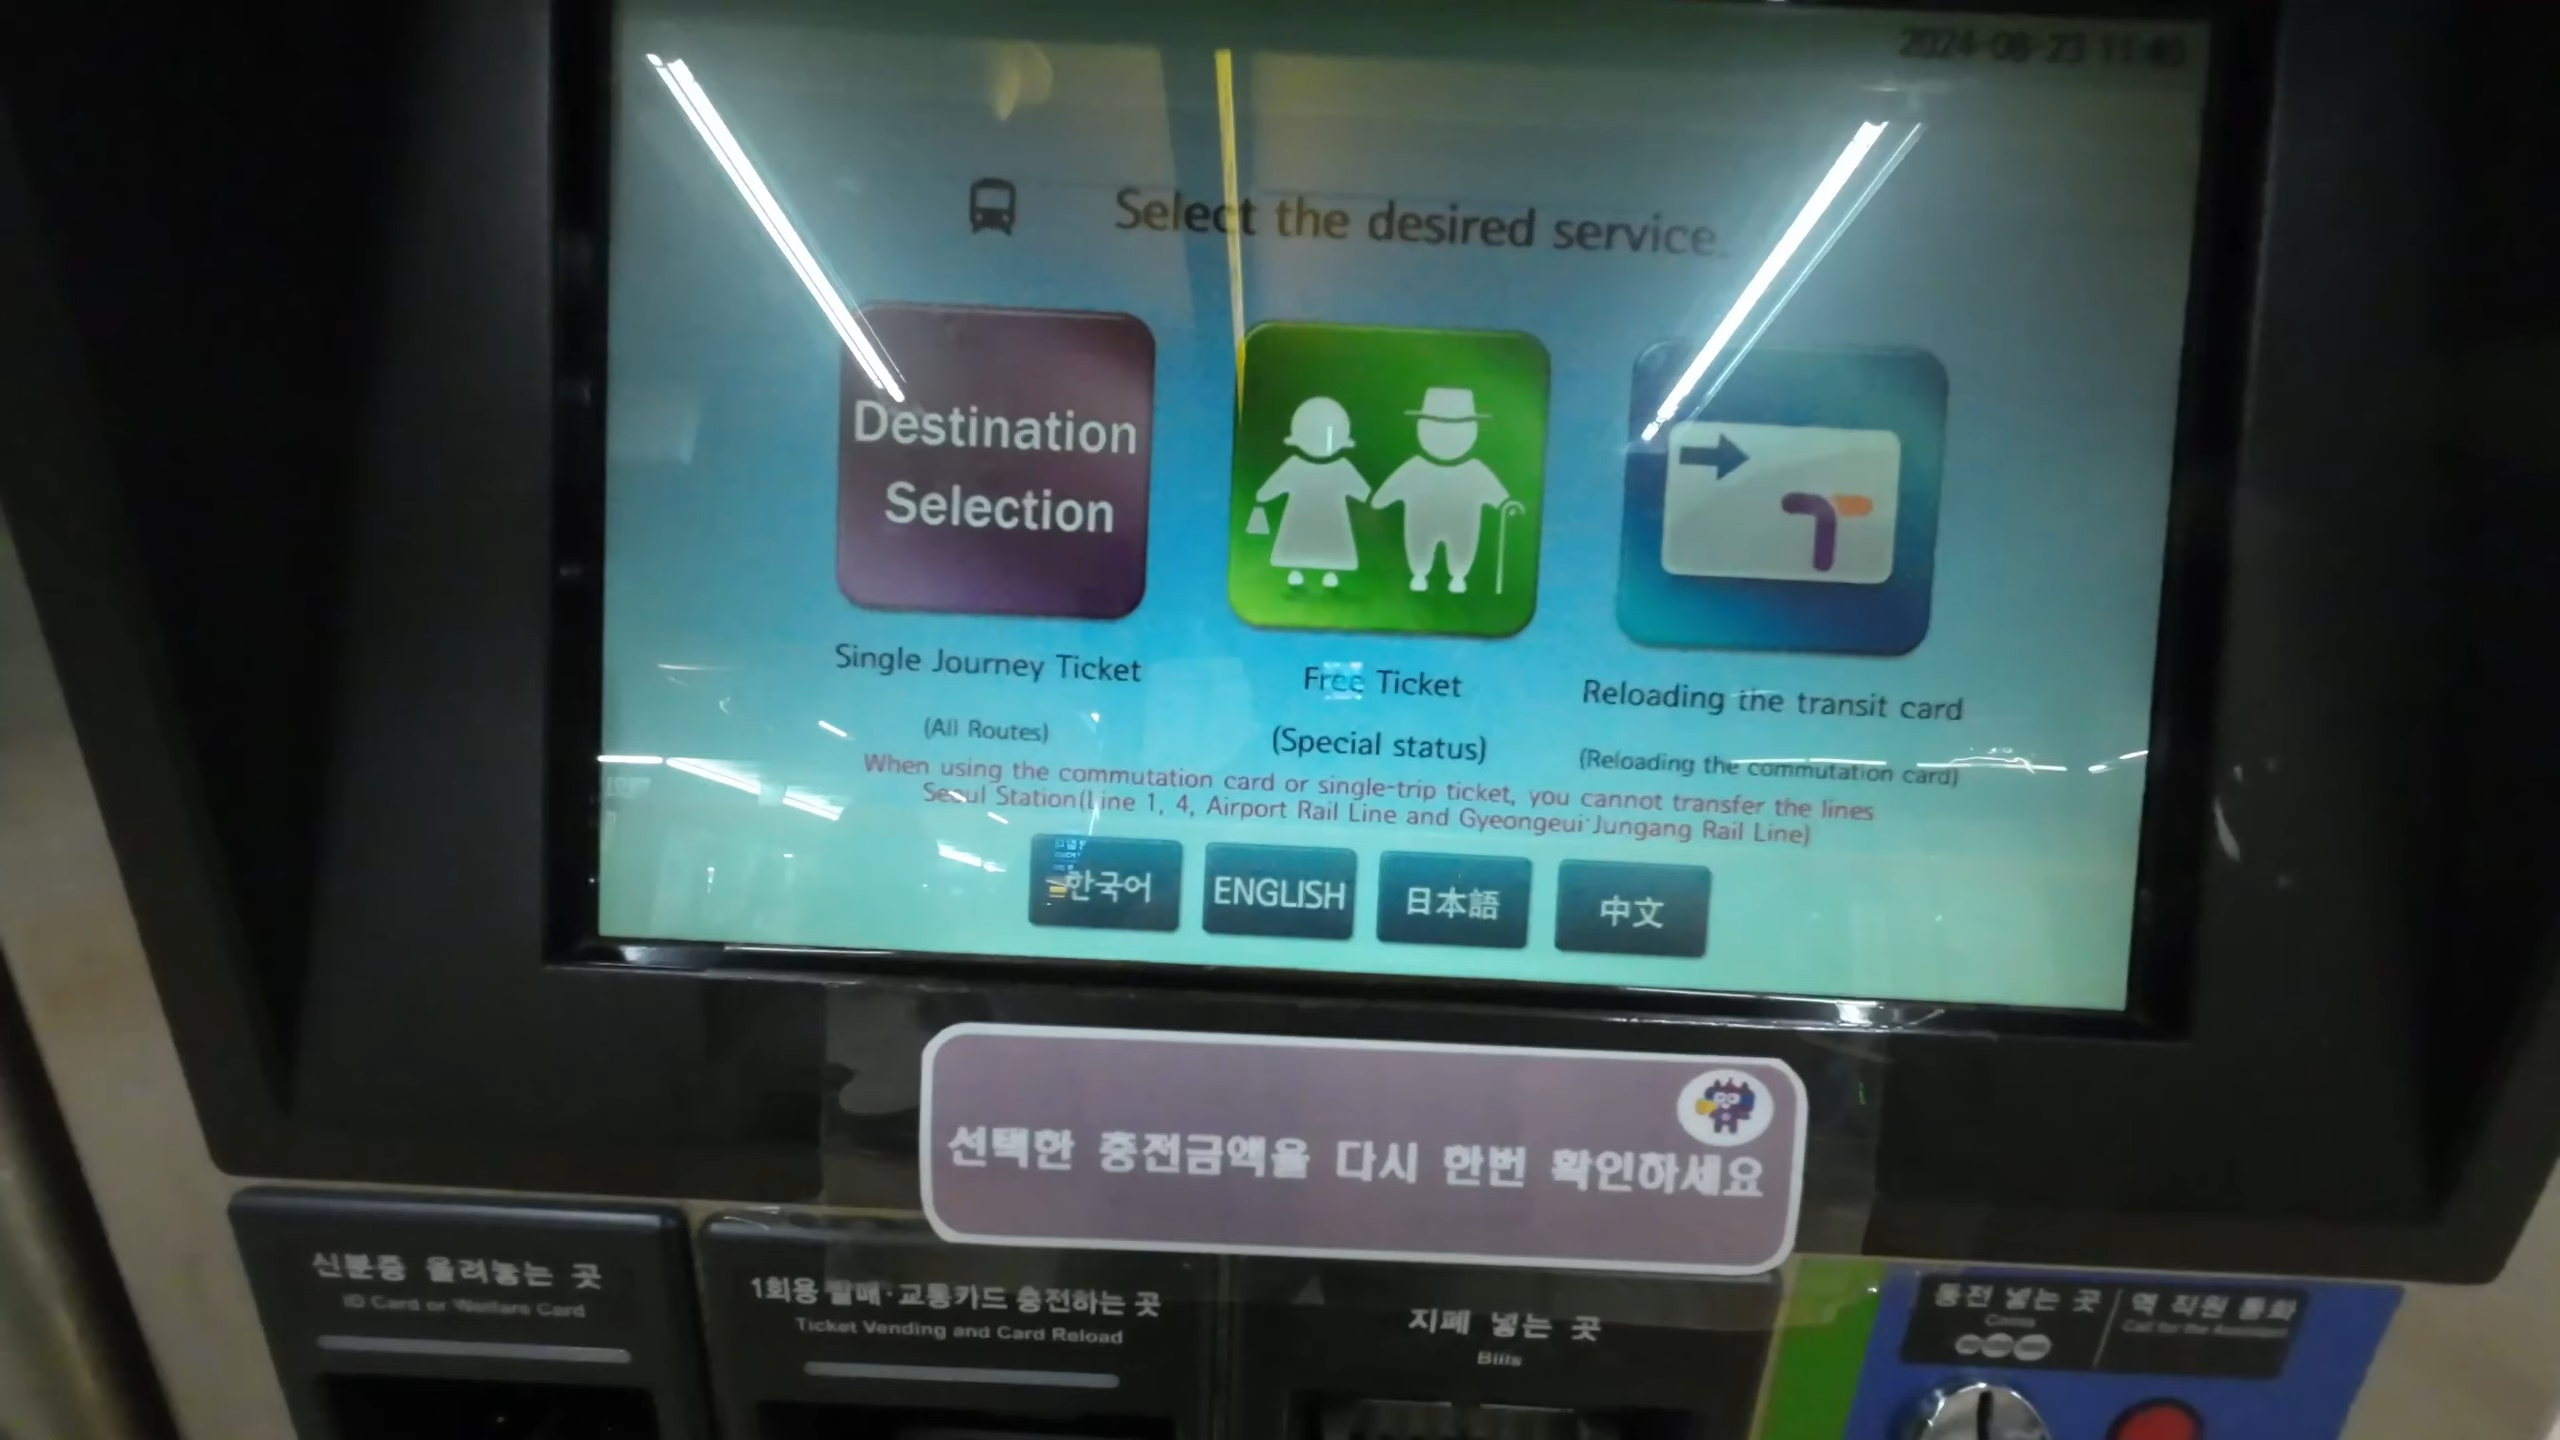 2024-08-23 11:45
Select the desired service.
Destination
Selection
Single Journey Ticket
(All Routes)
Free Ticket
(Special status)
Reloading the transit card
(Reloading the commutation card)
When using the commutation card or single-trip ticket, you cannot transfer the lines
Seoul Station(Line 1, 4, Airport Rail Line and Gyeongeui·Jungang Rail Line)
한국어
ENGLISH
日本語
中文
선택한 충전금액을 다시 한번 확인하세요
신분증 올려놓는 곳
ID Card or Welfare Card
1회용 발매·교통카드 충전하는 곳
Ticket Vending and Card Reload
지폐 넣는 곳
Bills
동전 넣는 곳
Coins
역 직원 통화
Call for the Assistant